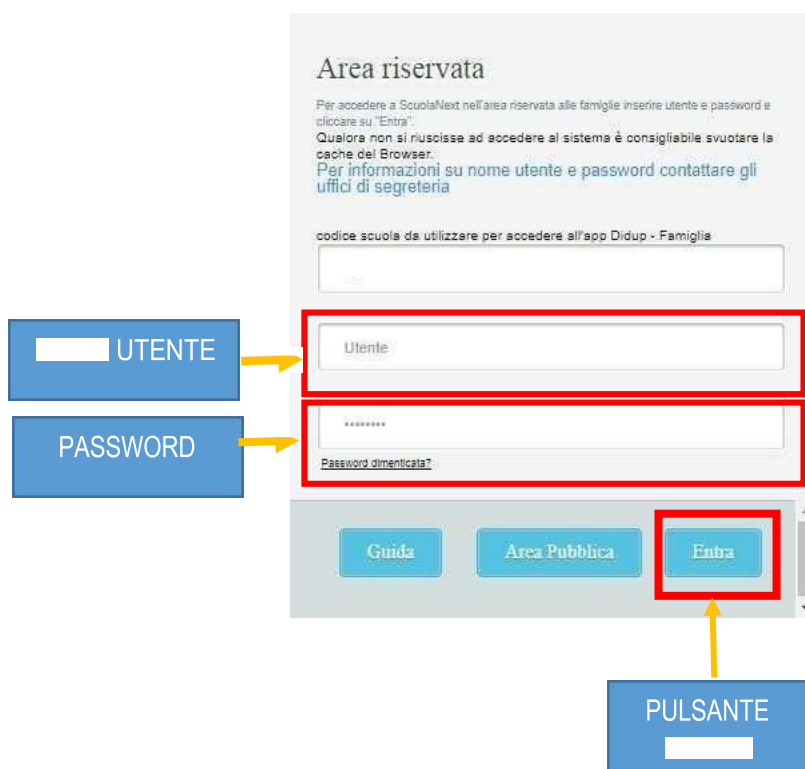 Area riservata
Per accedere a ScuolaNext nell'area riservata alle famiglie inserire utente e password e
cliccare su "Entra".
Qualora non si riuscisse ad accedere al sistema è consigliabile svuotare la
cache del Browser.
Per informazioni su nome utente e password contattare gli
uffici di segreteria
codice scuola da utilizzare per accedere all'app Didup - Famiglia
UTENTE
Utente
PASSWORD
••••••••
Password dimenticata?
Guida
Area Pubblica
Entra
PULSANTE